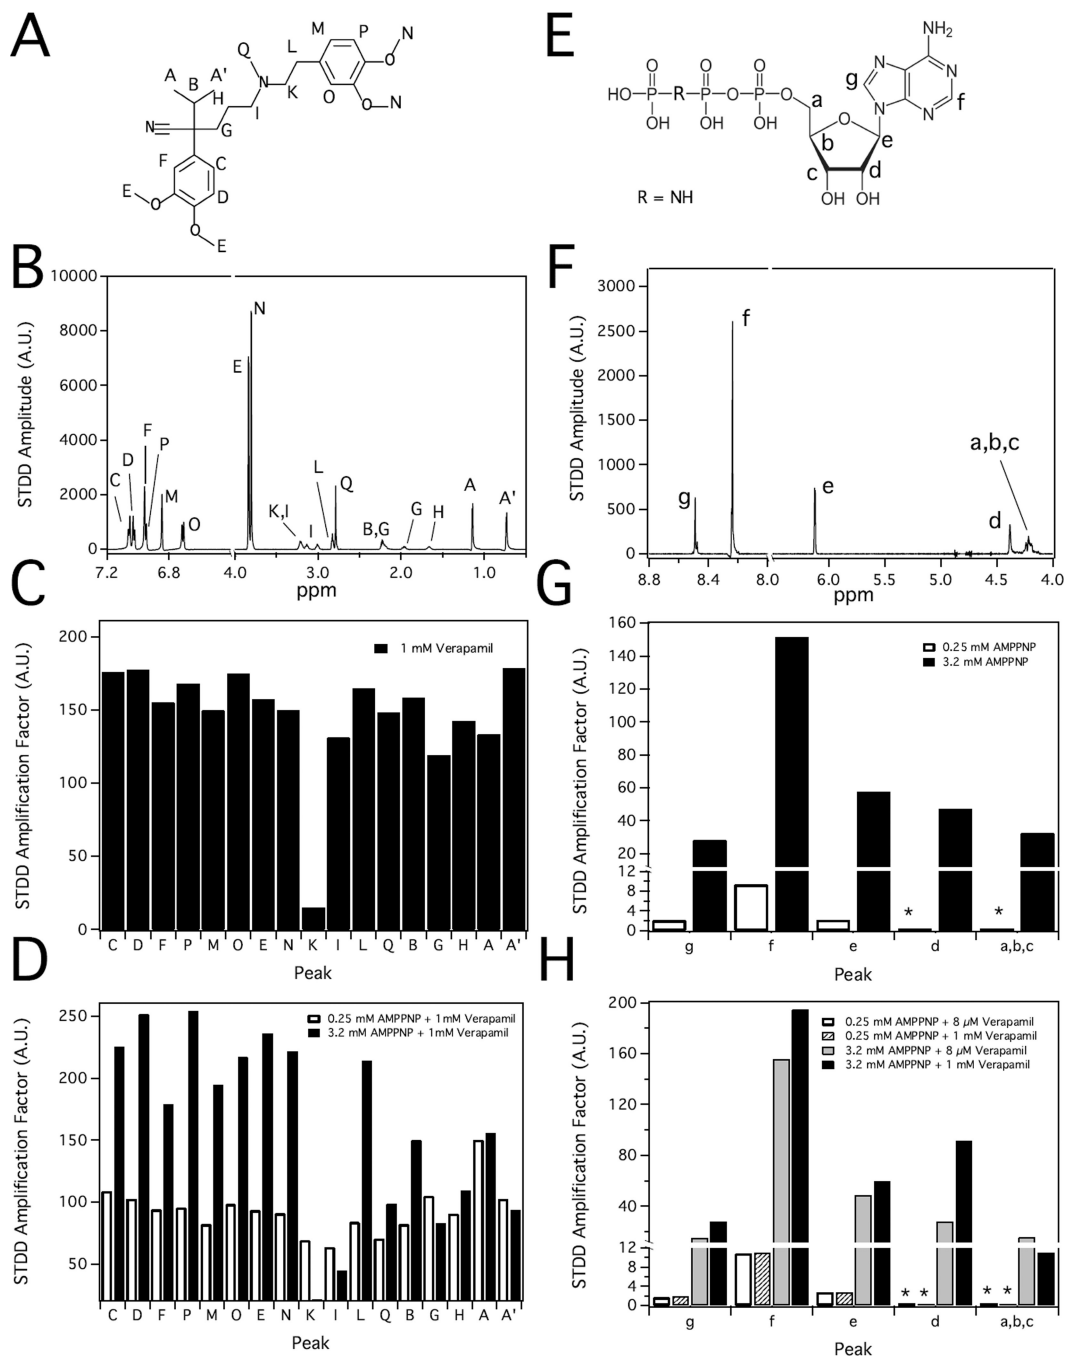 A
M
P
N
O
L
Q
N
A
B
A'
H
K
O
O
N
I
N
G
F
C
E
D
O
O
E
E
NH₂
O
O
O
g
N
N
HO
P
R
P
O
P
O
a
N
N
f
OH
OH
OH
b
O
e
c
d
R = NH
OH
OH
B
STDD Amplitude (A.U.)
10000
8000
6000
4000
2000
0
N
E
F
D
P
C
M
O
L
Q
K,I
I
B,G
G
H
A
A'
7.2
6.8
4.0
3.0
2.0
1.0
ppm
F
STDD Amplitude (A.U.)
3000
2500
2000
1500
1000
500
0
f
g
e
a,b,c
d
8.8
8.4
8.0
6.0
5.5
5.0
4.5
4.0
ppm
C
STDD Amplification Factor (A.U.)
200
150
100
50
0
1 mM Verapamil
C D F P M O E N K I L Q B G H A A'
Peak
G
STDD Amplification Factor (A.U.)
160
140
120
100
80
60
40
20
12
8
4
0
0.25 mM AMPPNP
3.2 mM AMPPNP
* *
g f e d a,b,c
Peak
D
STDD Amplification Factor (A.U.)
250
200
150
100
50
0.25 mM AMPPNP + 1mM Verapamil
3.2 mM AMPPNP + 1mM Verapamil
C D F P M O E N K I L Q B G H A A'
Peak
H
STDD Amplification Factor (A.U.)
200
160
120
80
40
12
8
4
0
0.25 mM AMPPNP + 8 µM Verapamil
0.25 mM AMPPNP + 1 mM Verapamil
3.2 mM AMPPNP + 8 µM Verapamil
3.2 mM AMPPNP + 1 mM Verapamil
* * * *
g f e d a,b,c
Peak